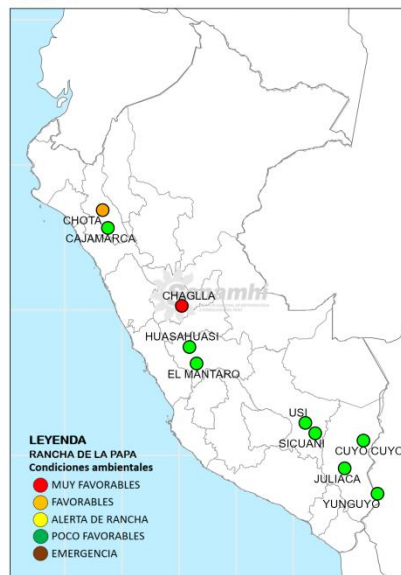 CHOTA
CAJAMARCA
CHAGLLA
HUASAHUASI
EL MANTARO
USI
SICUANI
CUYO CUYO
JULIACA
YUNGUYO
LEYENDA
RANCHA DE LA PAPA
Condiciones ambientales
MUY FAVORABLES
FAVORABLES
ALERTA DE RANCHA
POCO FAVORABLES
EMERGENCIA